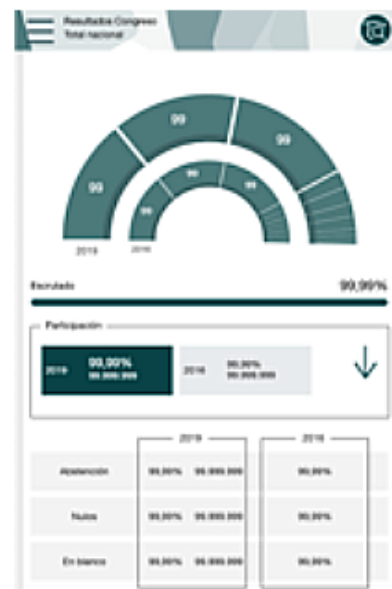 Resultados Congreso
Total nacional
99
99
99
99
99
99
2019
2016
Escrutado 99,99%
Participación
2019 99,99% 99.999.999
2016 99,99% 99.999.999
2019 2016
Abstención 99,99% 99.999.999 99,99%
Nulos 99,99% 99.999.999 99,99%
En blanco 99,99% 99.999.999 99,99%